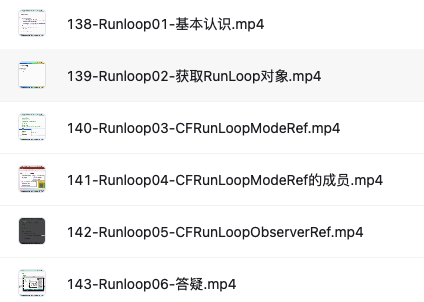 138-Runloop01-基本认识.mp4
139-Runloop02-获取RunLoop对象.mp4
140-Runloop03-CFRunLoopModeRef.mp4
141-Runloop04-CFRunLoopModeRef的成员.mp4
142-Runloop05-CFRunLoopObserverRef.mp4
143-Runloop06-答疑.mp4